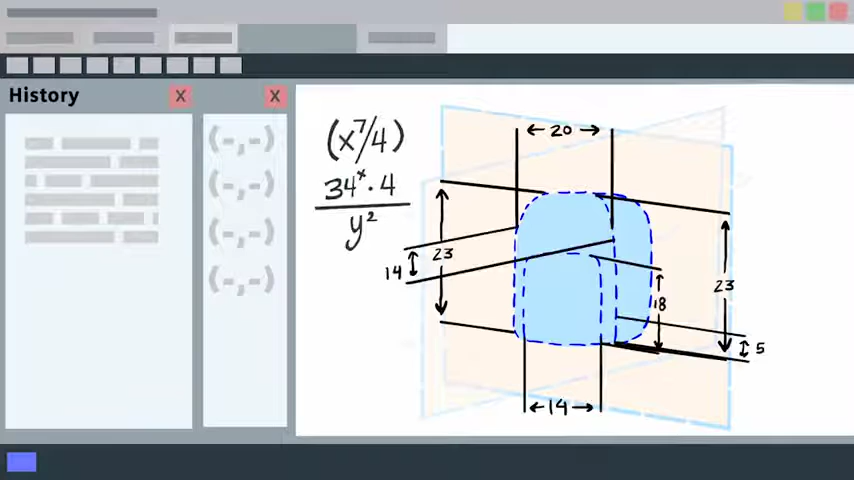 History
X
X
(-,-)
(-,-)
(-,-)
(-,-)
(x⁷/4)
34ˣ·4
y²
20
23
14
18
23
5
14